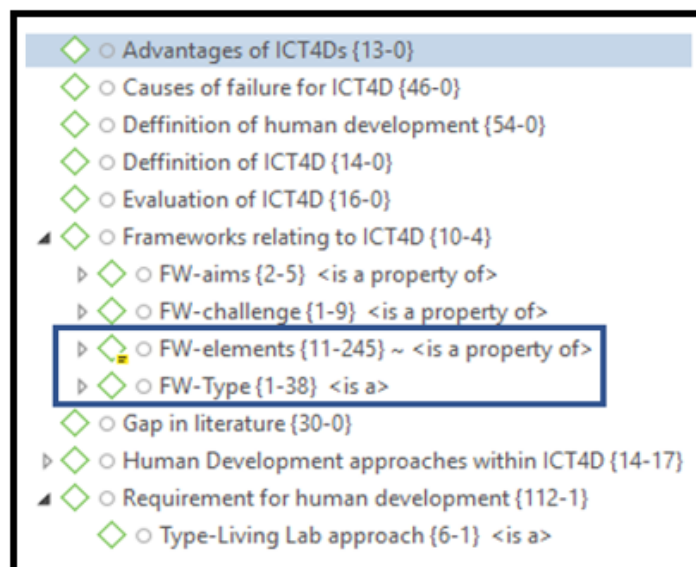 Advantages of ICT4Ds {13-0}
Causes of failure for ICT4D {46-0}
Deffinition of human development {54-0}
Deffinition of ICT4D {14-0}
Evaluation of ICT4D {16-0}
Frameworks relating to ICT4D {10-4}
FW-aims {2-5} <is a property of>
FW-challenge {1-9} <is a property of>
FW-elements {11-245} ~ <is a property of>
FW-Type {1-38} <is a>
Gap in literature {30-0}
Human Development approaches within ICT4D {14-17}
Requirement for human development {112-1}
Type-Living Lab approach {6-1} <is a>